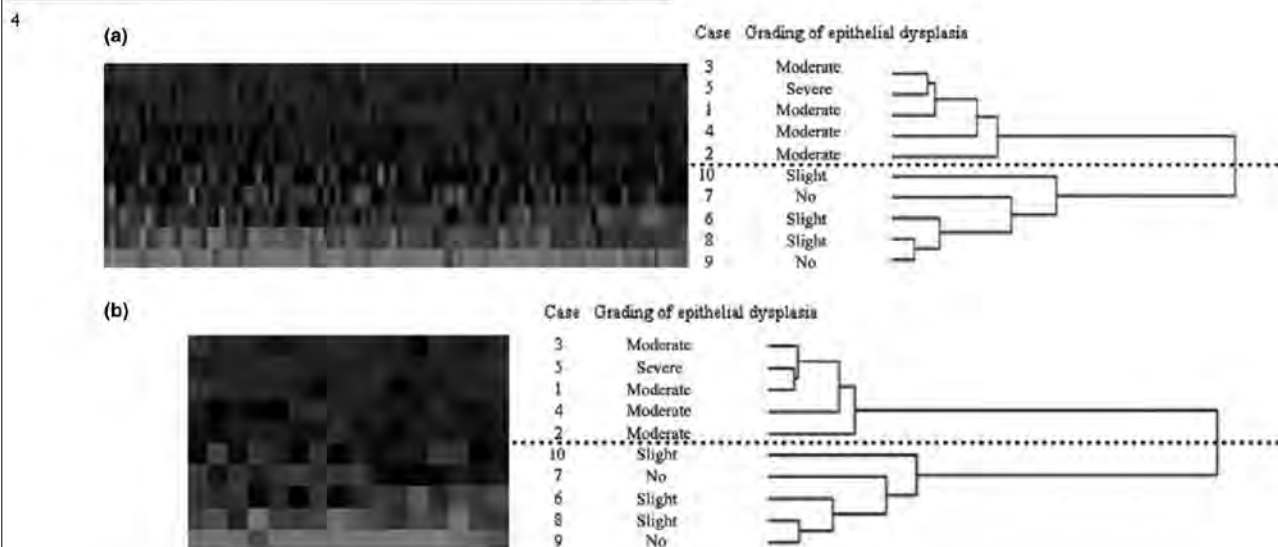 4
(a)
Case Grading of epithelial dysplasia
3 Moderate
5 Severe
1 Moderate
4 Moderate
2 Moderate
10 Slight
7 No
6 Slight
8 Slight
9 No
(b)
Case Grading of epithelial dysplasia
3 Moderate
5 Severe
1 Moderate
4 Moderate
2 Moderate
10 Slight
7 No
6 Slight
8 Slight
9 No